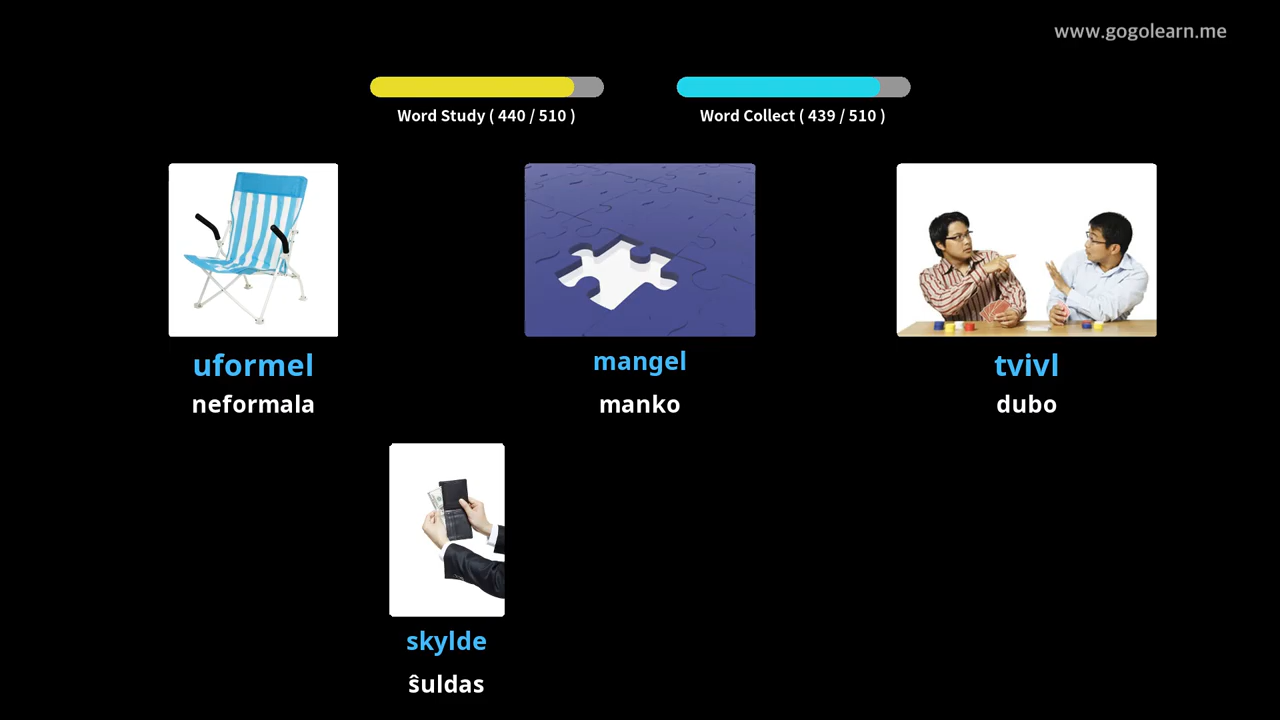 www.gogolearn.me
Word Study ( 440 / 510 )
Word Collect ( 439 / 510 )
uformel
neformala
mangel
manko
tvivl
dubo
skylde
ŝuldas